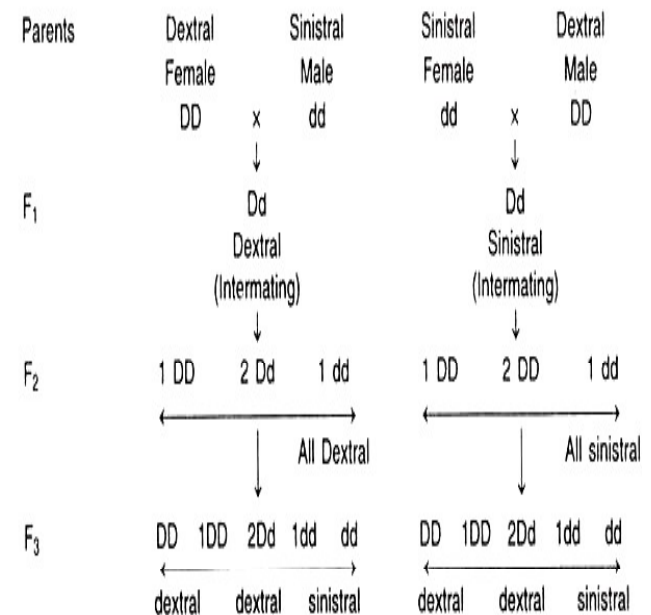 Parents Dextral Sinistral Sinistral Dextral
Female Male Female Male
DD x dd dd x DD
F₁ Dd Dd
Dextral Sinistral
(Intermating) (Intermating)
F₂ 1 DD 2 Dd 1 dd 1 DD 2 DD 1 dd
All Dextral All sinistral
F₃ DD 1DD 2Dd 1dd dd DD 1DD 2Dd 1dd dd
dextral dextral sinistral dextral dextral sinistral